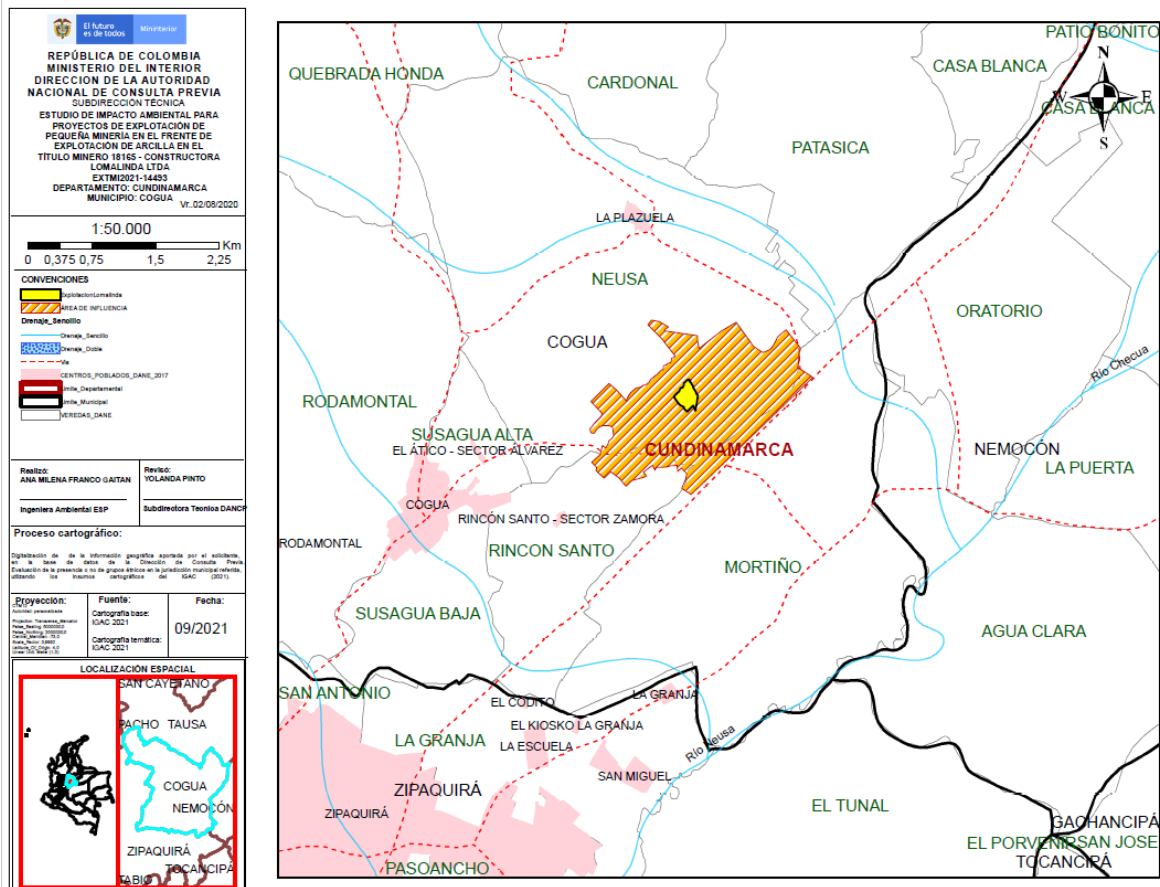 El futuro
es de todos
Mininterior
REPÚBLICA DE COLOMBIA
MINISTERIO DEL INTERIOR
DIRECCION DE LA AUTORIDAD
NACIONAL DE CONSULTA PREVIA
SUBDIRECCIÓN TÉCNICA
ESTUDIO DE IMPACTO AMBIENTAL PARA
PROYECTOS DE EXPLOTACIÓN DE
PEQUEÑA MINERÍA EN EL FRENTE DE
EXPLOTACIÓN DE ARCILLA EN EL
TÍTULO MINERO 18165 - CONSTRUCTORA
LOMALINDA LTDA
EXTMI2021-14493
DEPARTAMENTO: CUNDINAMARCA
MUNICIPIO: COGUA
Vr..02/08/2020
1:50.000
Km
0 0,375 0,75 1,5 2,25
CONVENCIONES
ExplotacionLomalinda
ÁREA DE INFLUENCIA
Drenaje_Sencillo
Drenaje_Sencillo
Drenaje_Doble
Via
CENTROS_POBLADOS_DANE_2017
Limite_Departamental
Limite_Municipal
VEREDAS_DANE
Realizó:
ANA MILENA FRANCO GAITAN
Ingeniera Ambiental ESP
Revisó:
YOLANDA PINTO
Subdirectora Tecnica DANCP
Proceso cartográfico:
Digitalización de de la información geográfica aportada por el solicitante,
en la base de datos de la Dirección de Consulta Previa.
Evaluación de la presencia o no de grupos étnicos en la jurisdicción municipal referida,
utilizando los insumos cartográficos del IGAC (2021).
Proyección:
Fuente:
Cartografía base:
IGAC 2021
Cartografía temática:
IGAC 2021
Fecha:
09/2021
LOCALIZACIÓN ESPACIAL
SAN CAYETANO
PACHO TAUSA
COGUA
NEMOCÓN
ZIPAQUIRÁ
TOCANCIPÁ
TABIO
PATIO BONITO
N
W E
S
QUEBRADA HONDA
CARDONAL
CASA BLANCA
CASA BLANCA
PATASICA
LA PLAZUELA
NEUSA
ORATORIO
COGUA
Río Checua
RODAMONTAL
SUSAGUA ALTA
EL ÁTICO - SECTOR ÁLVAREZ
CUNDINAMARCA
NEMOCÓN
LA PUERTA
COGUA
RINCÓN SANTO - SECTOR ZAMORA
RODAMONTAL
RINCON SANTO
MORTIÑO
SUSAGUA BAJA
AGUA CLARA
SAN ANTONIO
EL CODITO
LA GRANJA
EL KIOSKO LA GRANJA
LA GRANJA
LA ESCUELA
Río Neusa
SAN MIGUEL
ZIPAQUIRÁ
ZIPAQUIRÁ
EL TUNAL
GACHANCIPÁ
EL PORVENIR
SAN JOSE
TOCANCIPÁ
PASOANCHO